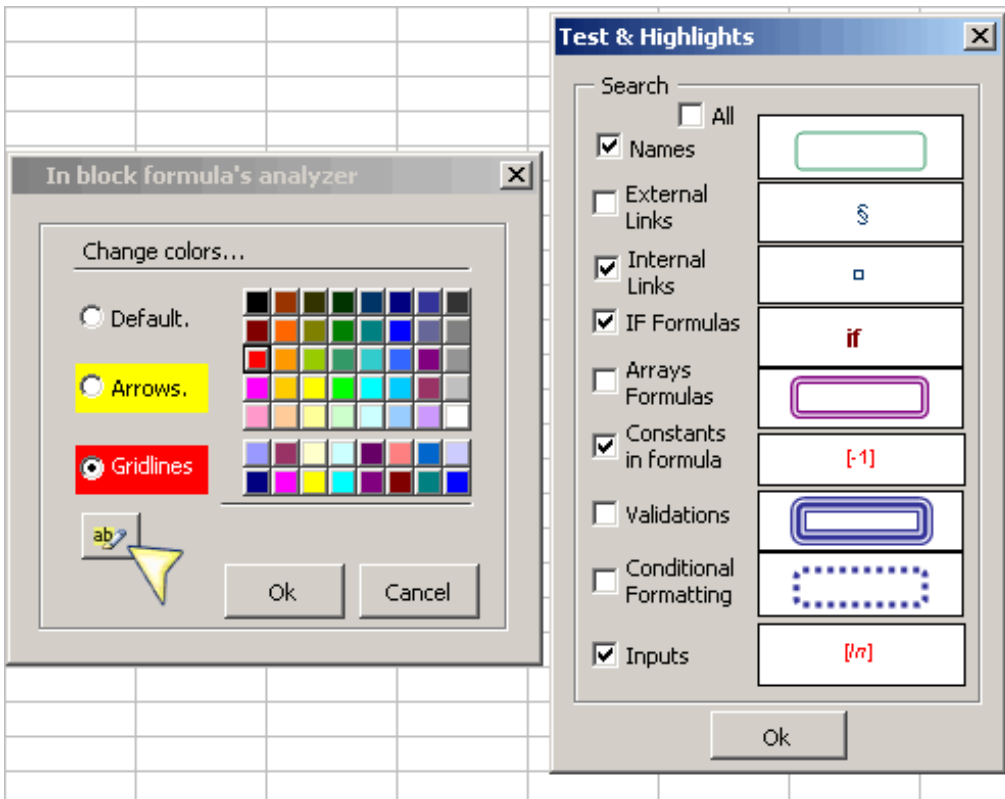 In block formula's analyzer
Change colors...
Default.
Arrows.
Gridlines
ab
Ok
Cancel
Test & Highlights
Search
All
Names
External
Links
§
Internal
Links
IF Formulas
if
Arrays
Formulas
Constants
in formula
[-1]
Validations
Conditional
Formatting
Inputs
[In]
Ok